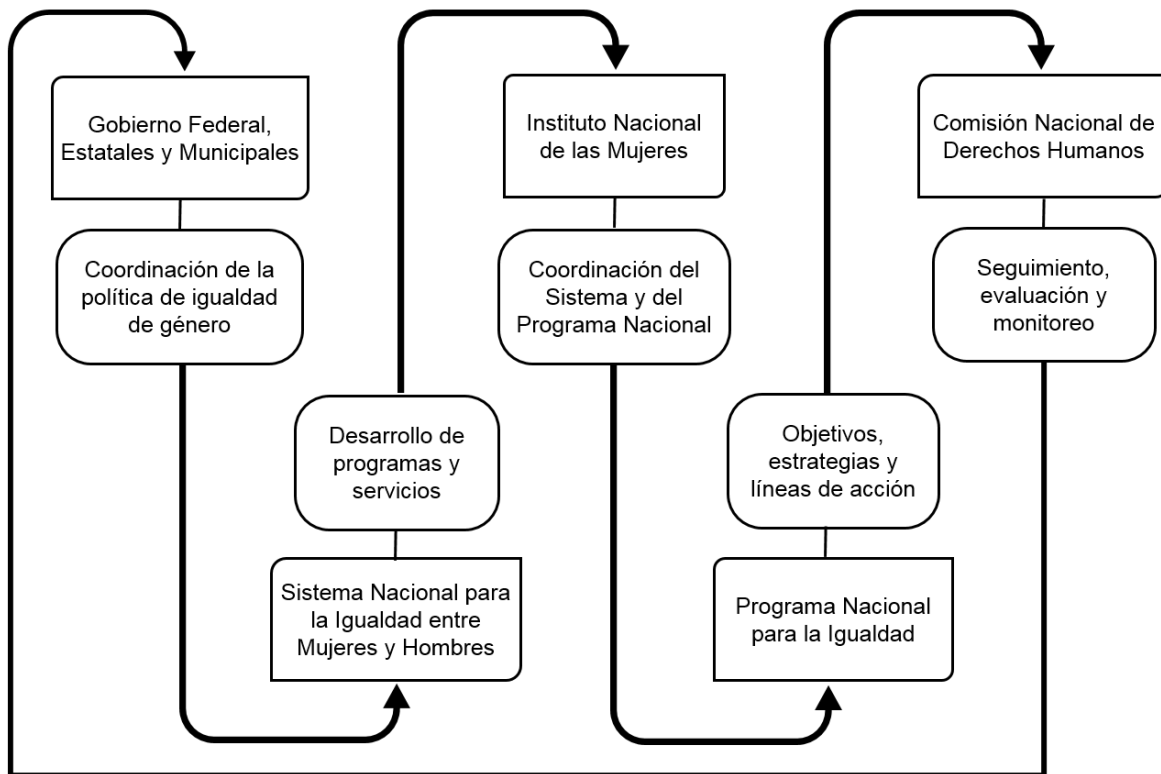 Gobierno Federal,
Estatales y Municipales
Coordinación de la
política de igualdad
de género
Sistema Nacional para
la Igualdad entre
Mujeres y Hombres
Desarrollo de
programas y
servicios
Instituto Nacional
de las Mujeres
Coordinación del
Sistema y del
Programa Nacional
Programa Nacional
para la Igualdad
Objetivos,
estrategias y
líneas de acción
Comisión Nacional de
Derechos Humanos
Seguimiento,
evaluación y
monitoreo